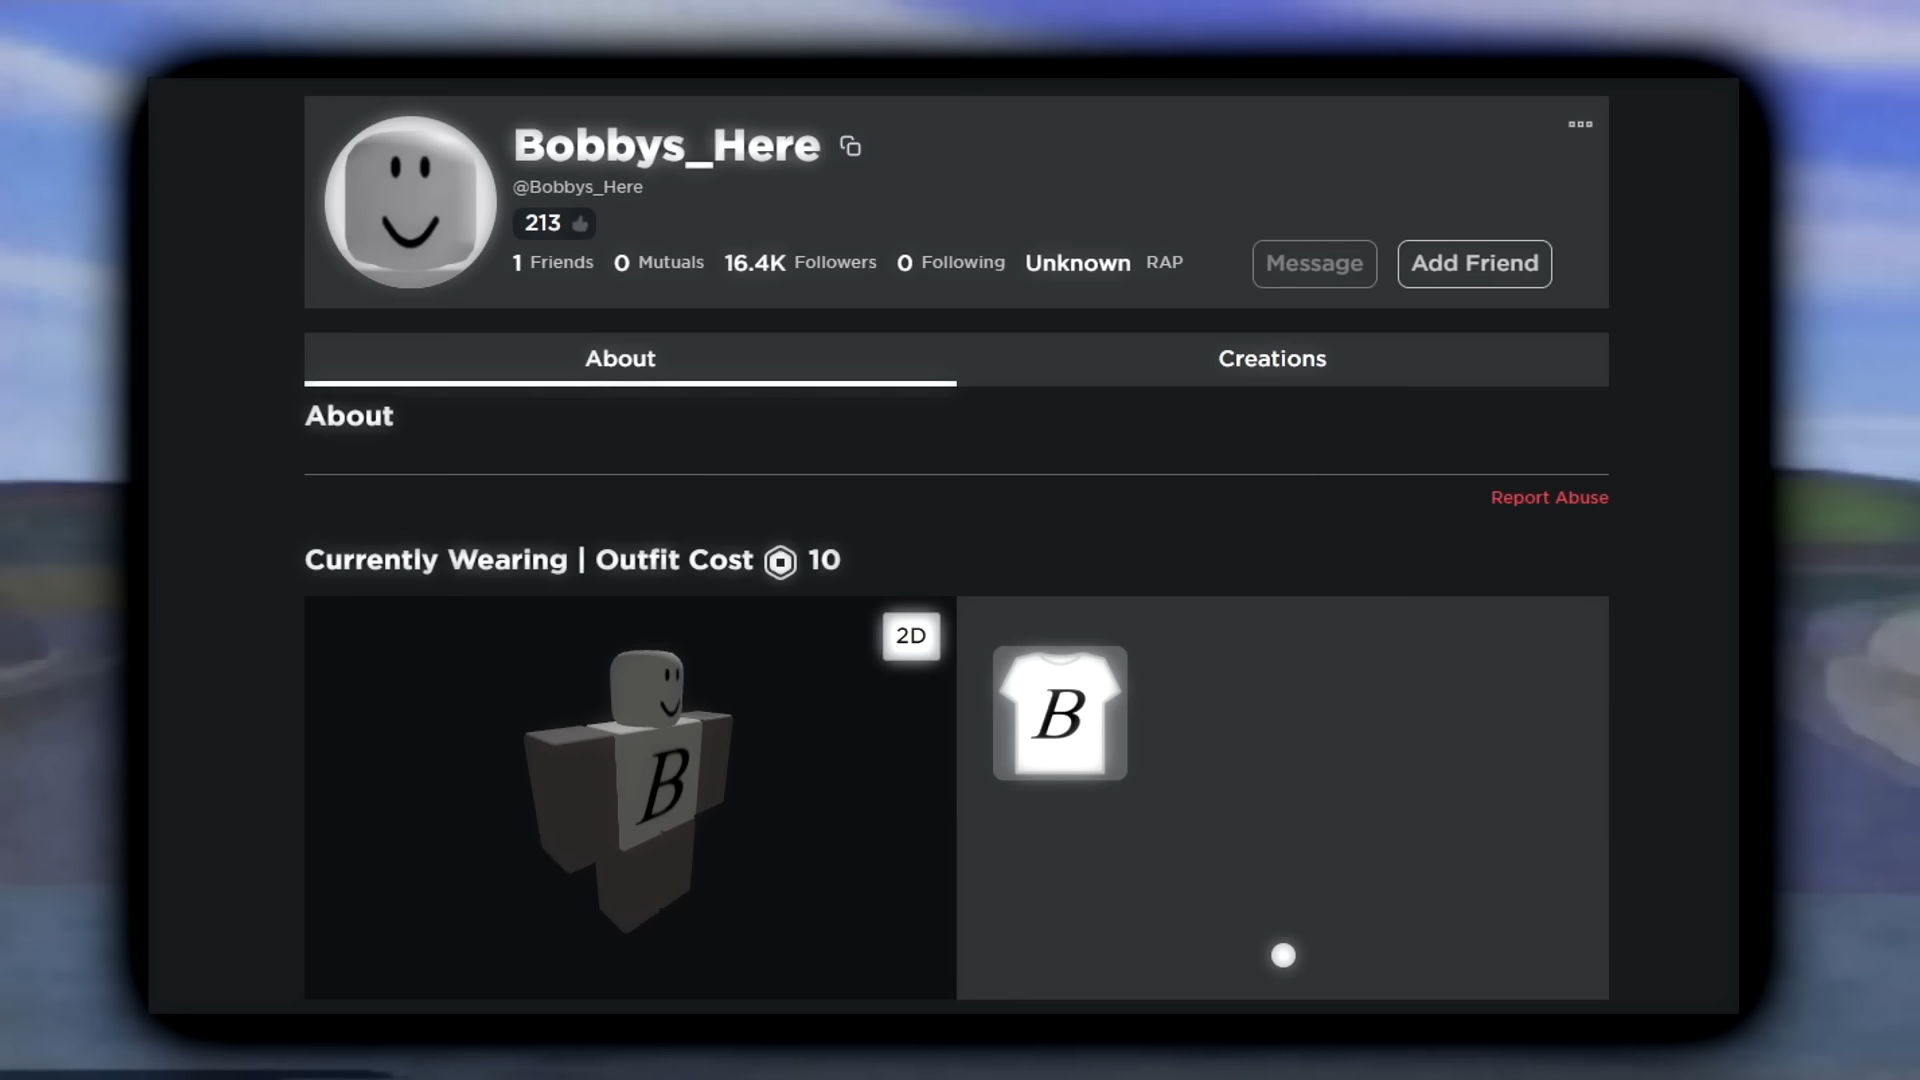 Bobbys_Here
@Bobbys_Here
213
1 Friends 0 Mutuals 16.4K Followers 0 Following Unknown RAP Message Add Friend
About Creations
About
Report Abuse
Currently Wearing | Outfit Cost 10
2D
B
B